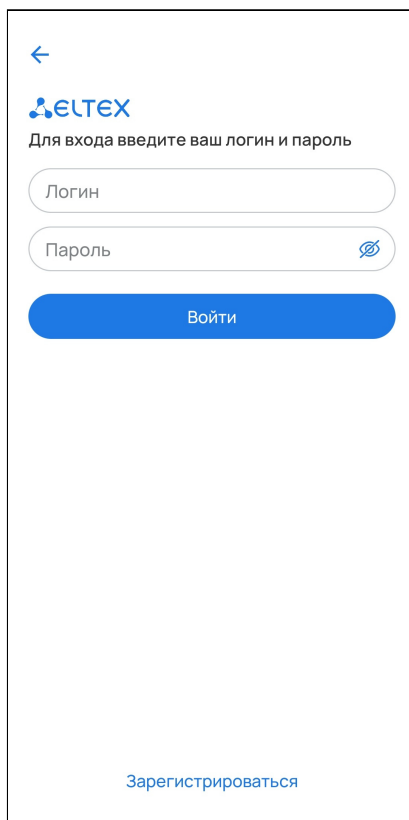 ELTEX
Для входа введите ваш логин и пароль
Логин
Пароль
Войти
Зарегистрироваться